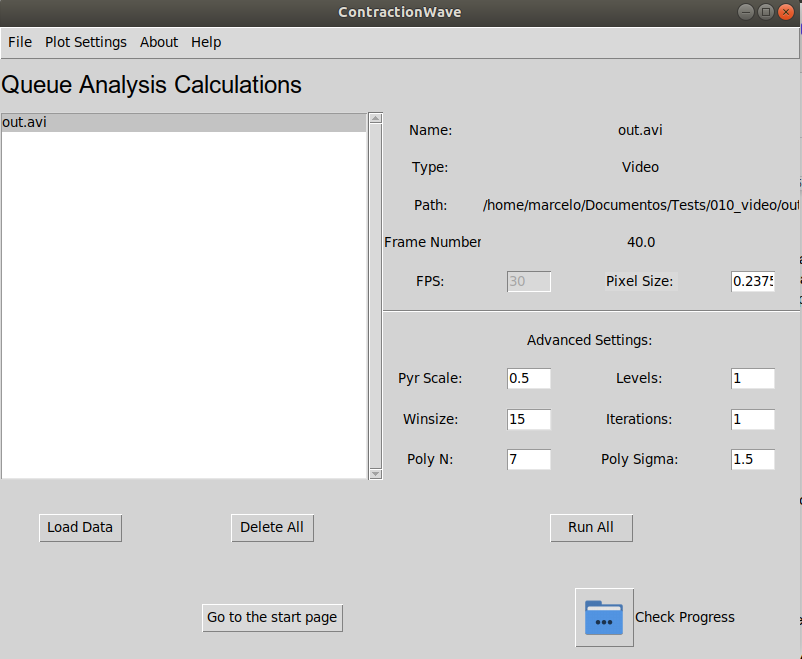 ContractionWave
File Plot Settings About Help
Queue Analysis Calculations
out.avi
Name: out.avi
Type: Video
Path: /home/marcelo/Documentos/Tests/010_video/out
Frame Number 40.0
FPS: 30 Pixel Size: 0.2375
Advanced Settings:
Pyr Scale: 0.5 Levels: 1
Winsize: 15 Iterations: 1
Poly N: 7 Poly Sigma: 1.5
Load Data Delete All Run All
Go to the start page Check Progress